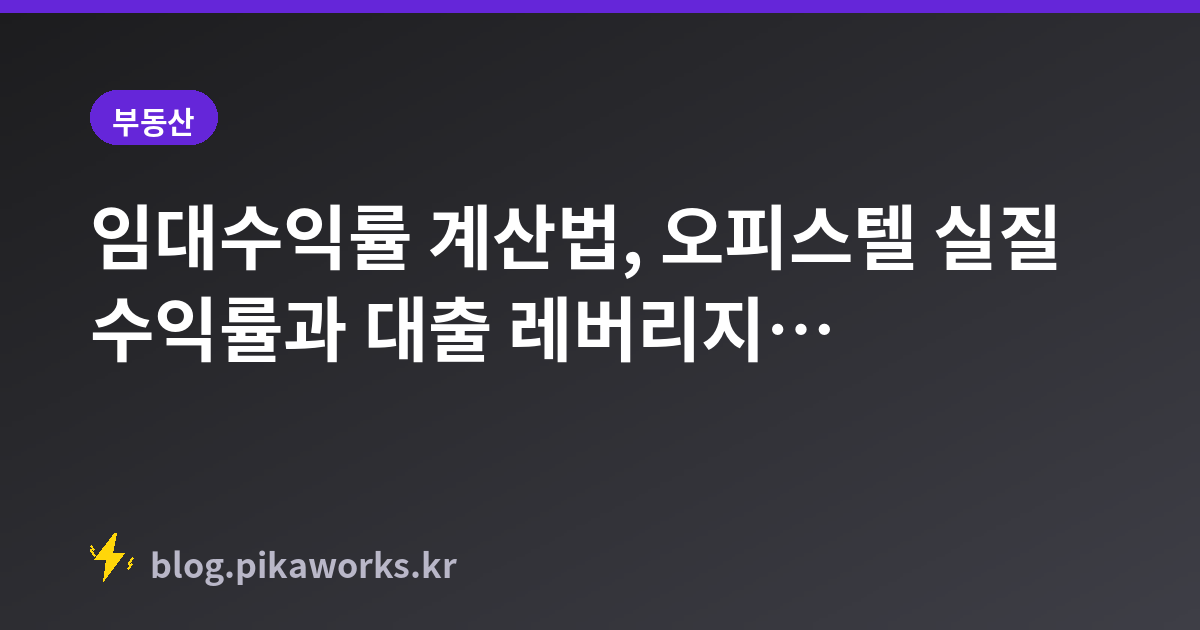 부동산
임대수익률 계산법, 오피스텔 실질
수익률과 대출 레버리지…
blog.pikaworks.kr